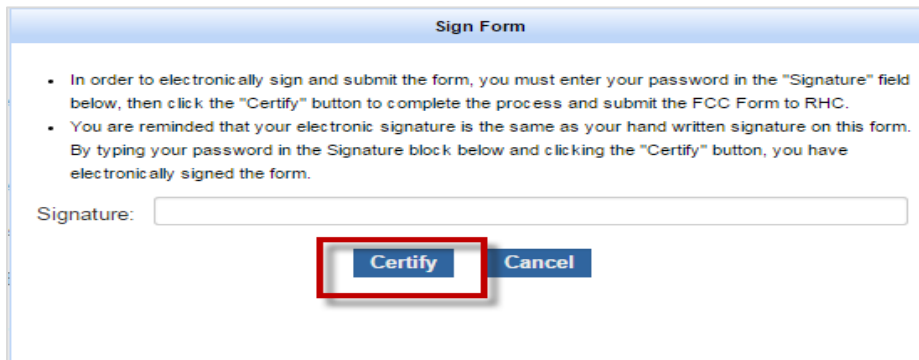 Sign Form
• In order to electronically sign and submit the form, you must enter your password in the "Signature" field
below, then click the "Certify" button to complete the process and submit the FCC Form to RHC.
• You are reminded that your electronic signature is the same as your hand written signature on this form.
By typing your password in the Signature block below and clicking the "Certify" button, you have
electronically signed the form.
Signature:
Certify Cancel